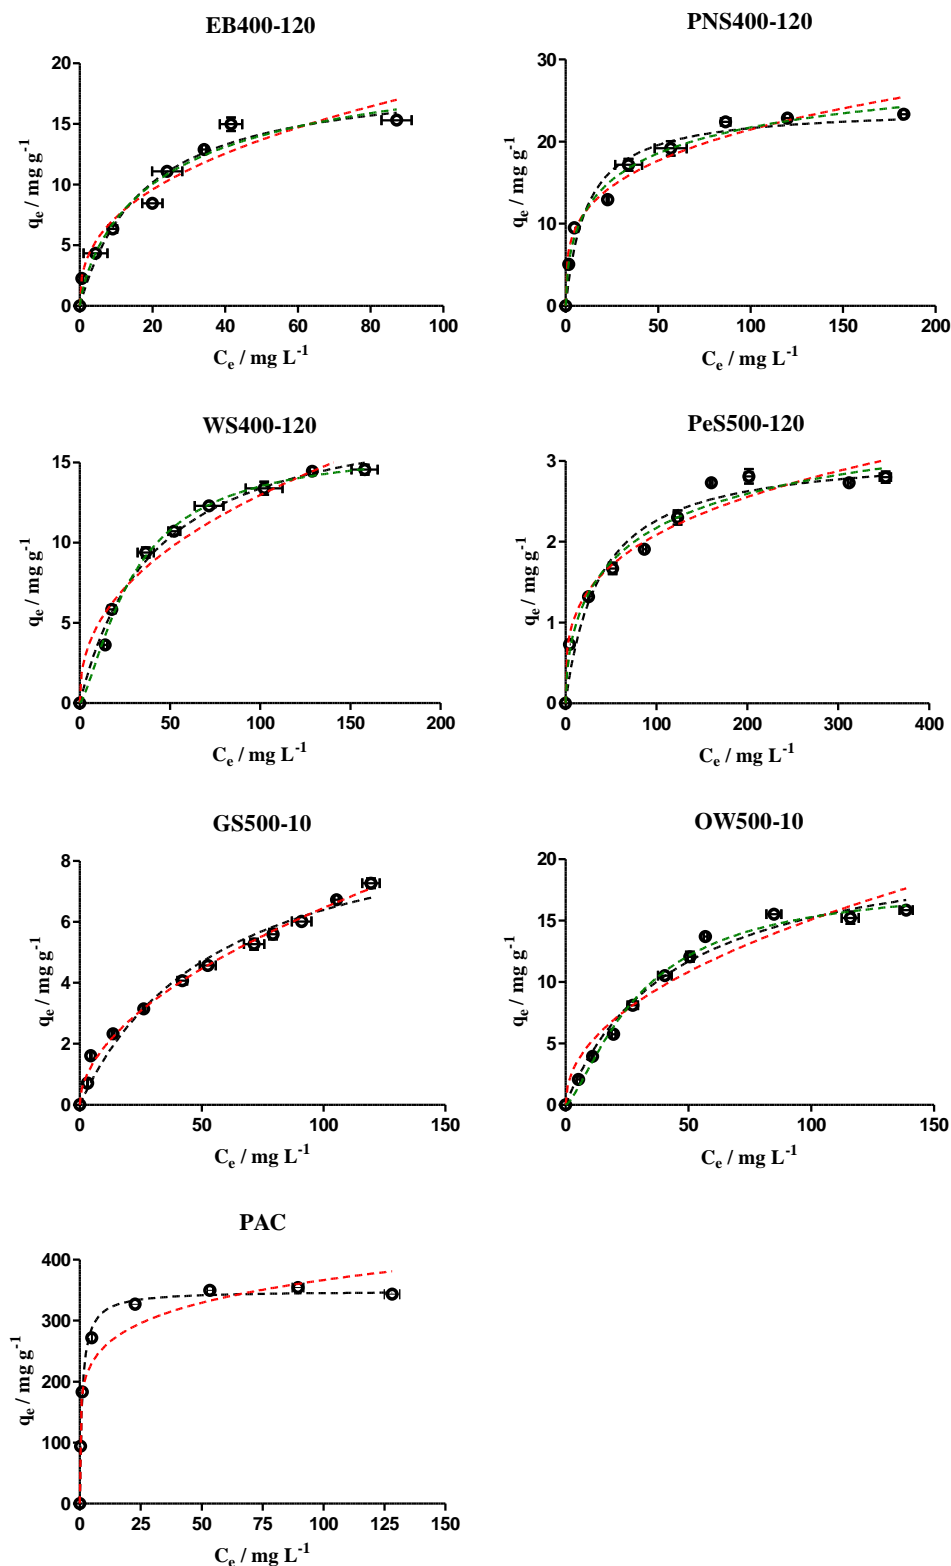 EB400-120
20
15
10
5
0
q_e / mg g⁻¹
0 20 40 60 80 100
C_e / mg L⁻¹
PNS400-120
30
20
10
0
q_e / mg g⁻¹
0 50 100 150 200
C_e / mg L⁻¹
WS400-120
15
10
5
0
q_e / mg g⁻¹
0 50 100 150 200
C_e / mg L⁻¹
PeS500-120
3
2
1
0
q_e / mg g⁻¹
0 100 200 300 400
C_e / mg L⁻¹
GS500-10
8
6
4
2
0
q_e / mg g⁻¹
0 50 100 150
C_e / mg L⁻¹
OW500-10
20
15
10
5
0
q_e / mg g⁻¹
0 50 100 150
C_e / mg L⁻¹
PAC
400
300
200
100
0
q_e / mg g⁻¹
0 25 50 75 100 125 150
C_e / mg L⁻¹